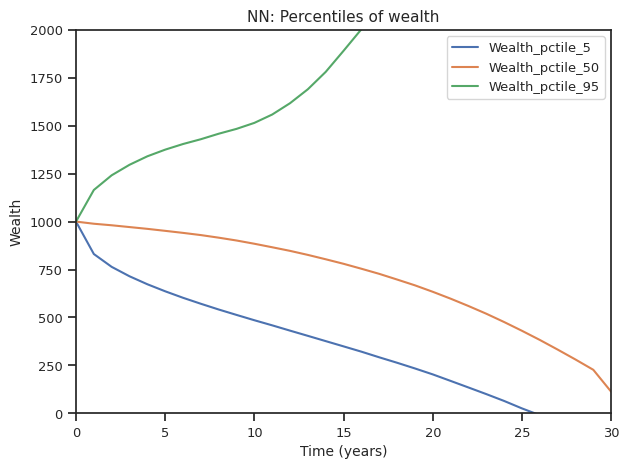 NN: Percentiles of wealth
Wealth_pctile_5
Wealth_pctile_50
Wealth_pctile_95
Wealth
2000
1750
1500
1250
1000
750
500
250
0
0 5 10 15 20 25 30
Time (years)